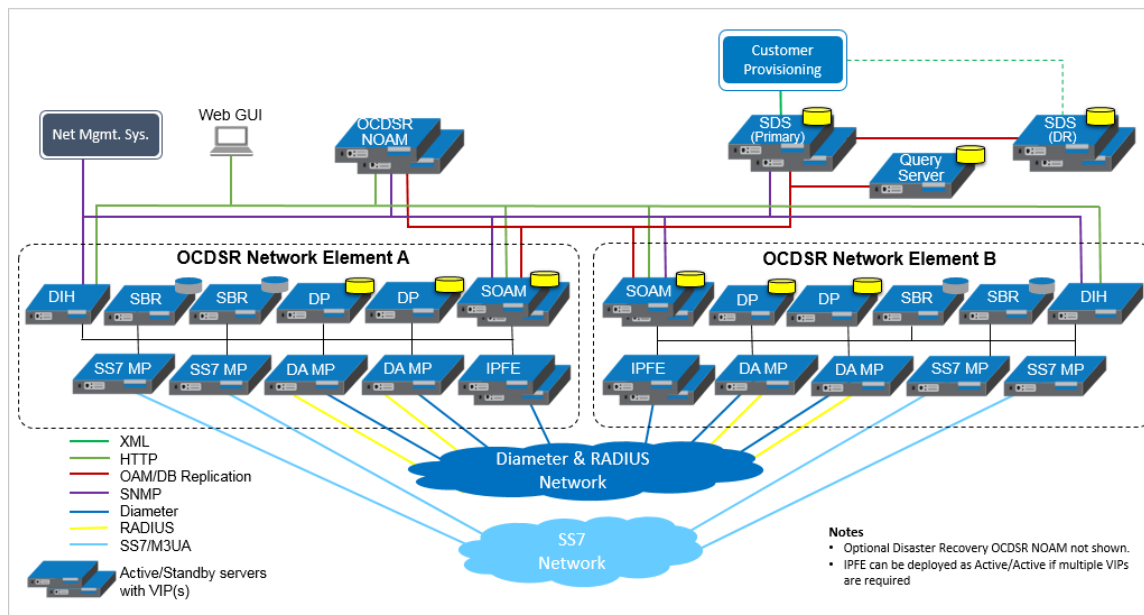 Customer
Provisioning
Net Mgmt. Sys.
Web GUI
OCDSR
NOAM
SDS
(Primary)
SDS
(DR)
Query
Server
OCDSR Network Element A
DIH
SBR
SBR
DP
DP
SOAM
SS7 MP
SS7 MP
DA MP
DA MP
IPFE
OCDSR Network Element B
SOAM
DP
DP
SBR
SBR
DIH
IPFE
DA MP
DA MP
SS7 MP
SS7 MP
XML
HTTP
OAM/DB Replication
SNMP
Diameter
RADIUS
SS7/M3UA
Active/Standby servers
with VIP(s)
Diameter & RADIUS
Network
SS7
Network
Notes
• Optional Disaster Recovery OCDSR NOAM not shown.
• IPFE can be deployed as Active/Active if multiple VIPs
are required